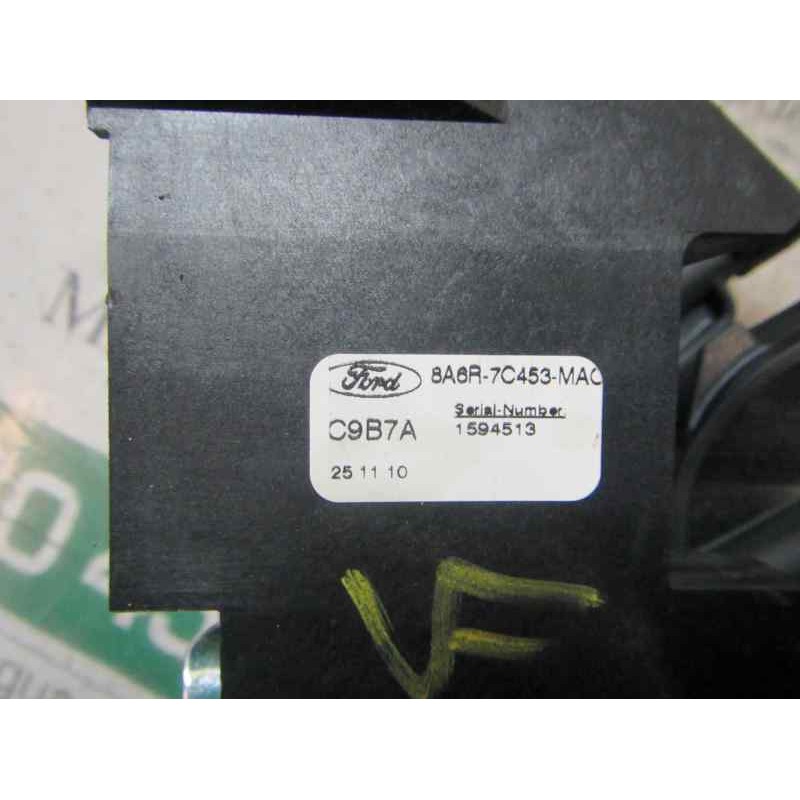 Ford 8A6R-7C453-MAC
Serial-Number
C9B7A 1594513
25 11 10
VF